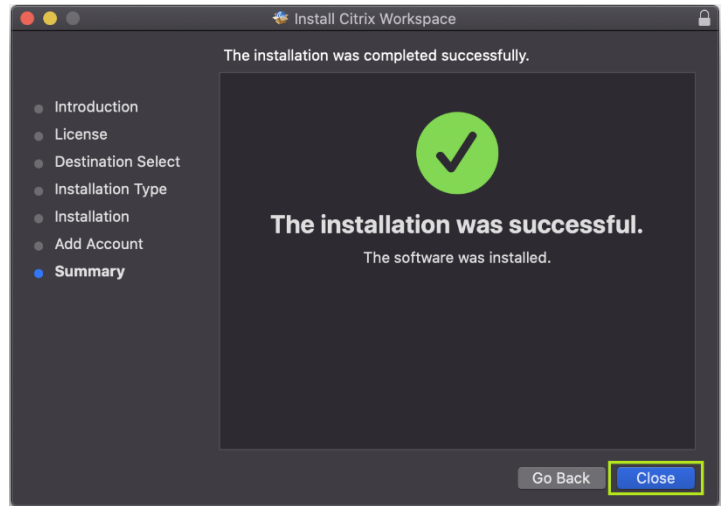 Install Citrix Workspace
The installation was completed successfully.
Introduction
License
Destination Select
Installation Type
Installation
Add Account
Summary
The installation was successful.
The software was installed.
Go Back
Close